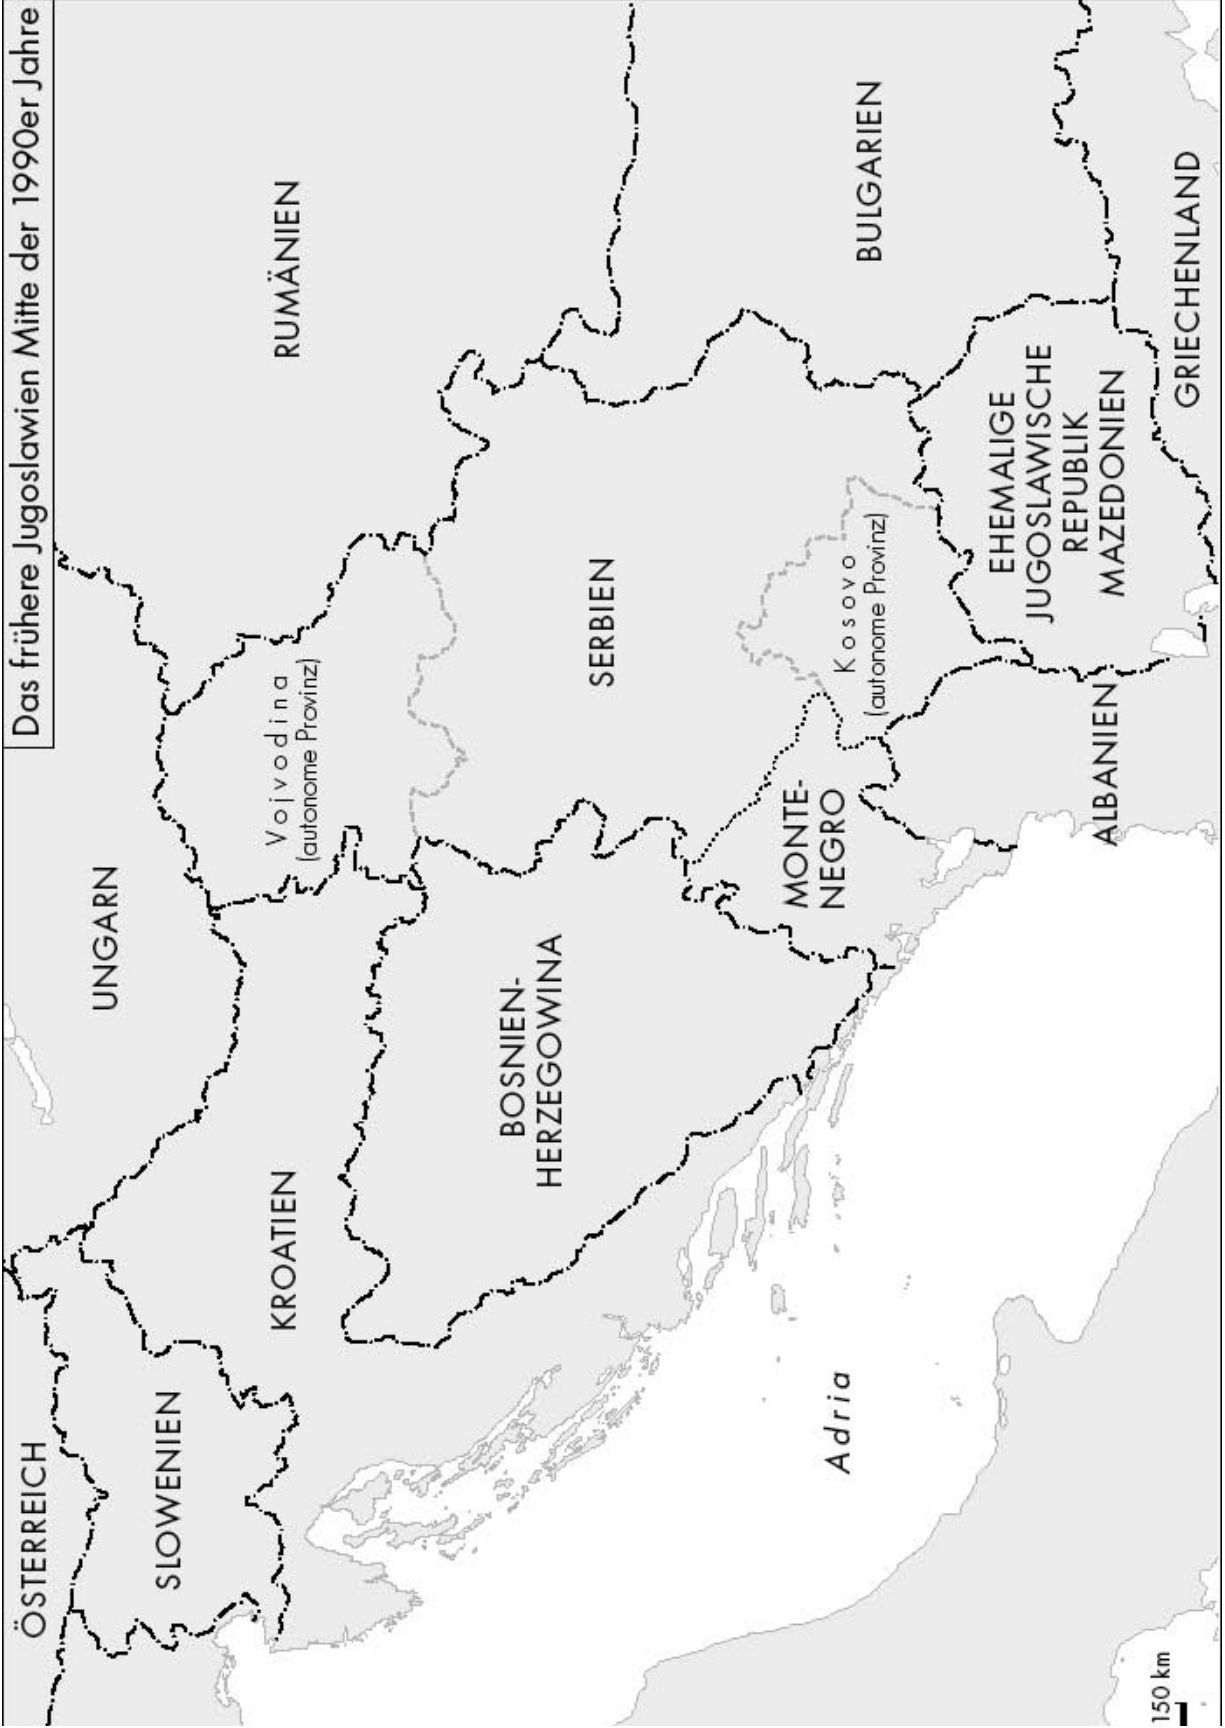 Das frühere Jugoslawien Mitte der 1990er Jahre
ÖSTERREICH
UNGARN
RUMÄNIEN
SLOWENIEN
KROATIEN
Vojvodina
(autonome Provinz)
BOSNIEN-
HERZEGOWINA
SERBIEN
MONTE-
NEGRO
Kosovo
(autonome Provinz)
BULGARIEN
Adria
EHEMALIGE
JUGOSLAWISCHE
REPUBLIK
MAZEDONIEN
ALBANIEN
GRIECHENLAND
150 km